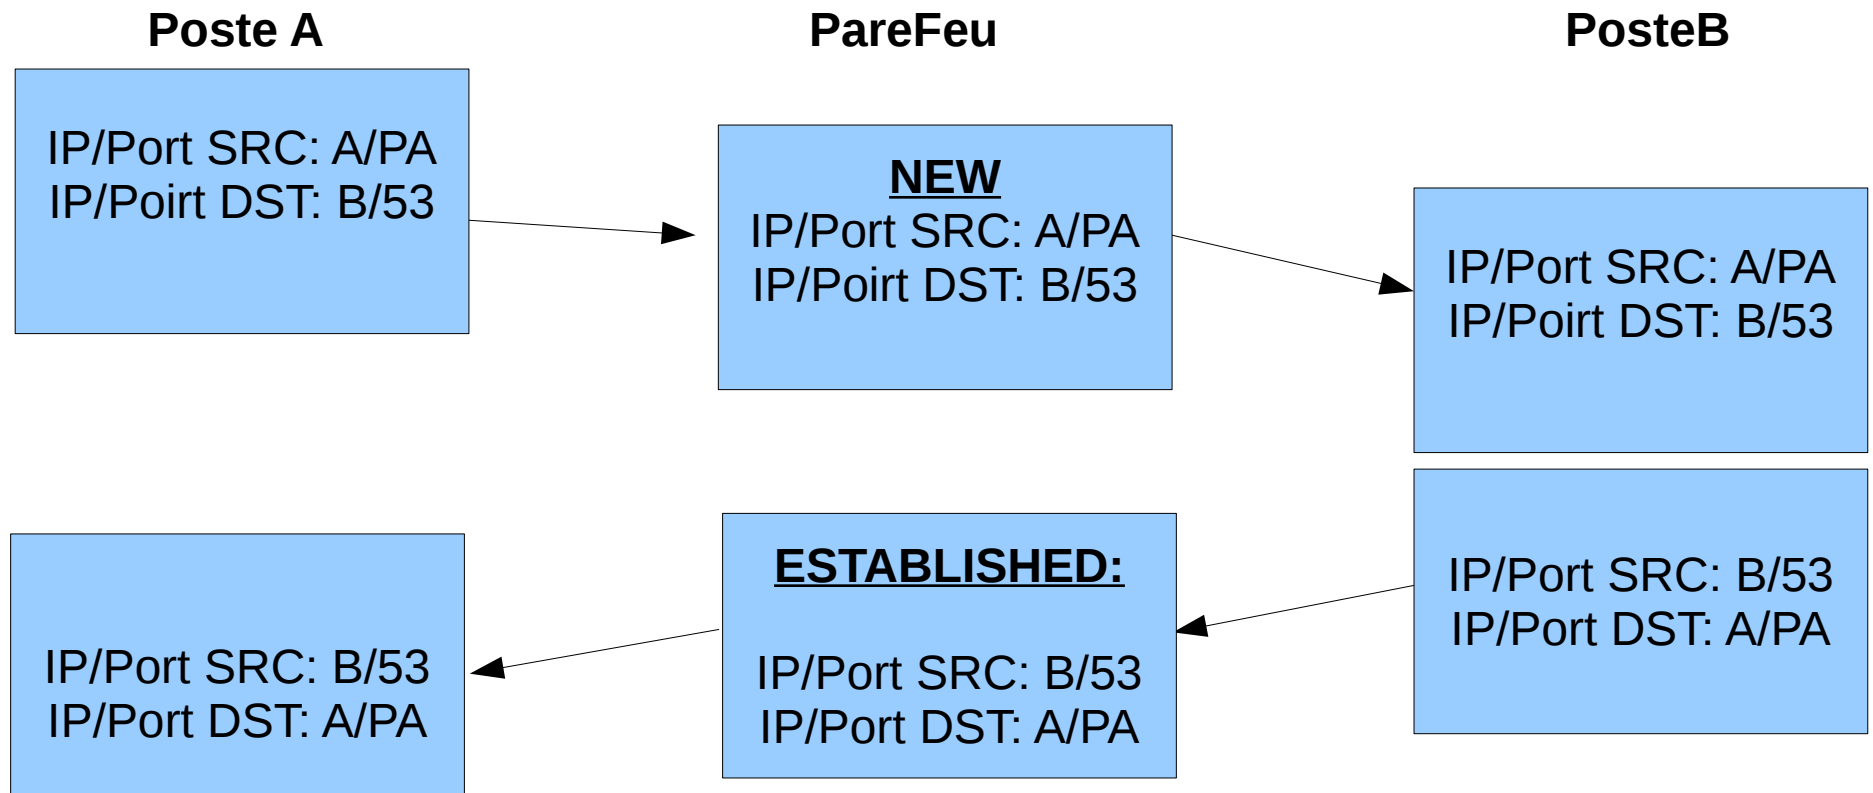 Poste A
PareFeu
PosteB
IP/Port SRC: A/PA
IP/Poirt DST: B/53
NEW
IP/Port SRC: A/PA
IP/Poirt DST: B/53
IP/Port SRC: A/PA
IP/Poirt DST: B/53
IP/Port SRC: B/53
IP/Port DST: A/PA
ESTABLISHED:
IP/Port SRC: B/53
IP/Port DST: A/PA
IP/Port SRC: B/53
IP/Port DST: A/PA